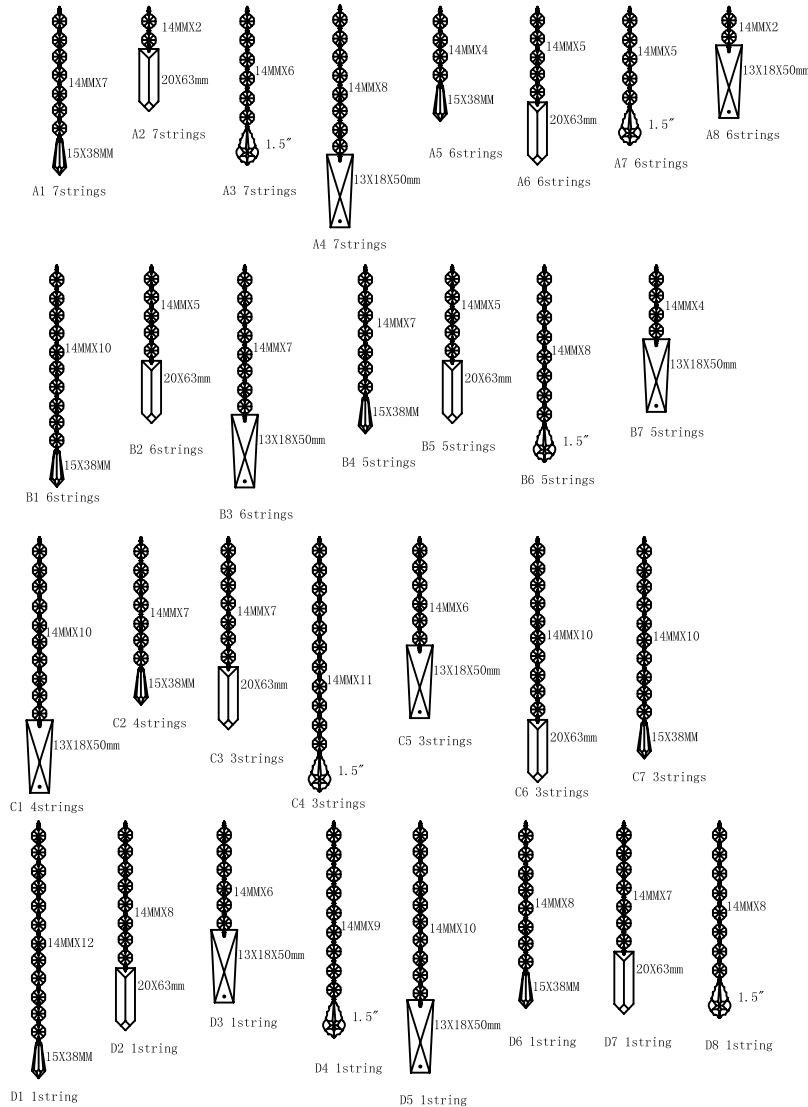 14MMX7
15X38MM
A1 7strings
14MMX2
20X63mm
A2 7strings
14MMX6
1.5″
A3 7strings
14MMX8
13X18X50mm
A4 7strings
14MMX4
15X38MM
A5 6strings
14MMX5
20X63mm
A6 6strings
14MMX5
1.5″
A7 6strings
14MMX2
13X18X50mm
A8 6strings
14MMX10
15X38MM
B1 6strings
14MMX5
20X63mm
B2 6strings
14MMX7
13X18X50mm
B3 6strings
14MMX7
15X38MM
B4 5strings
14MMX5
20X63mm
B5 5strings
14MMX8
1.5″
B6 5strings
14MMX4
13X18X50mm
B7 5strings
14MMX10
13X18X50mm
C1 4strings
14MMX7
15X38MM
C2 4strings
14MMX7
20X63mm
C3 3strings
14MMX11
1.5″
C4 3strings
14MMX6
13X18X50mm
C5 3strings
14MMX10
20X63mm
C6 3strings
14MMX10
15X38MM
C7 3strings
14MMX12
15X38MM
D1 1string
14MMX8
20X63mm
D2 1string
14MMX6
13X18X50mm
D3 1string
14MMX9
1.5″
D4 1string
14MMX10
13X18X50mm
D5 1string
14MMX8
15X38MM
D6 1string
14MMX7
20X63mm
D7 1string
14MMX8
1.5″
D8 1string